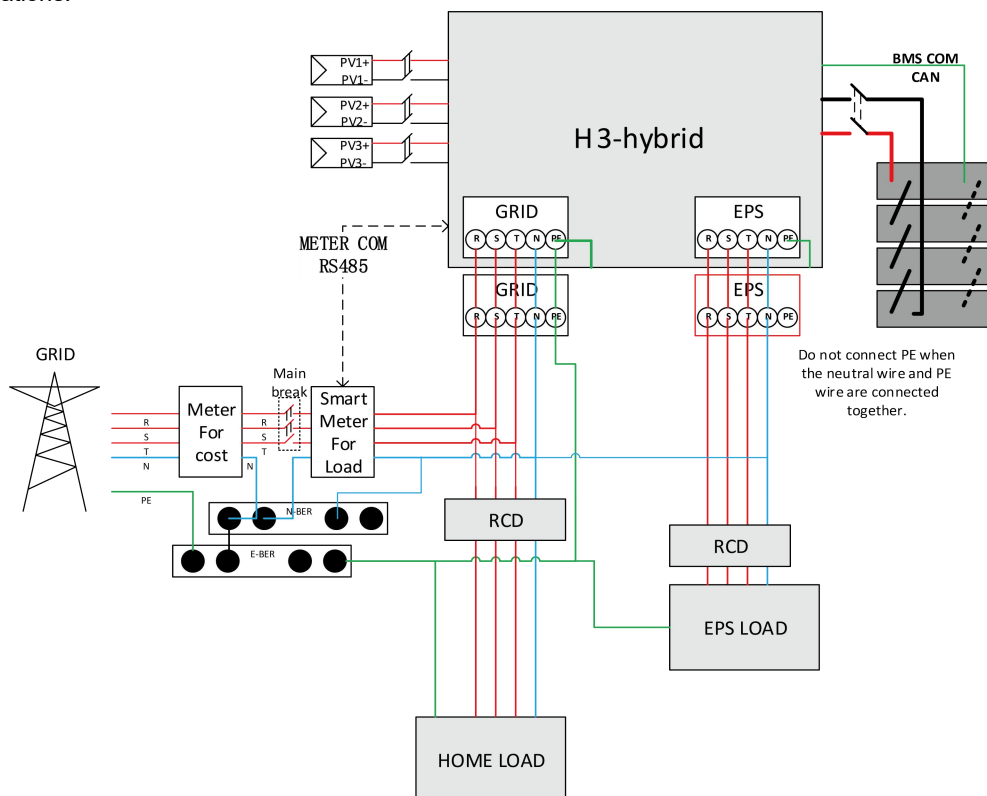 ations.
PV1+
PV1-
PV2+
PV2-
PV3+
PV3-
H3-hybrid
BMS COM
CAN
GRID
R S T N PE
EPS
R S T N PE
METER COM
RS485
GRID
R S T N PE
EPS
R S T N PE
Do not connect PE when
the neutral wire and PE
wire are connected
together.
GRID
Main
break
Meter
For
cost
Smart
Meter
For
Load
R
S
T
N
R
S
T
N
PE
N-BER
E-BER
RCD
RCD
EPS LOAD
HOME LOAD